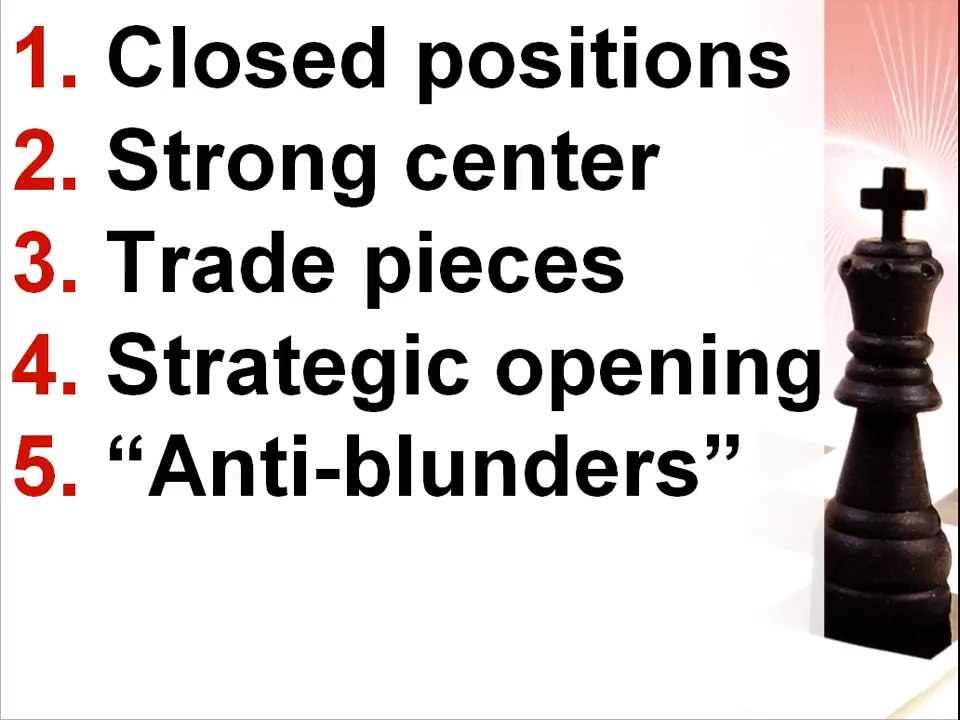 1. Closed positions
2. Strong center
3. Trade pieces
4. Strategic opening
5. “Anti-blunders”